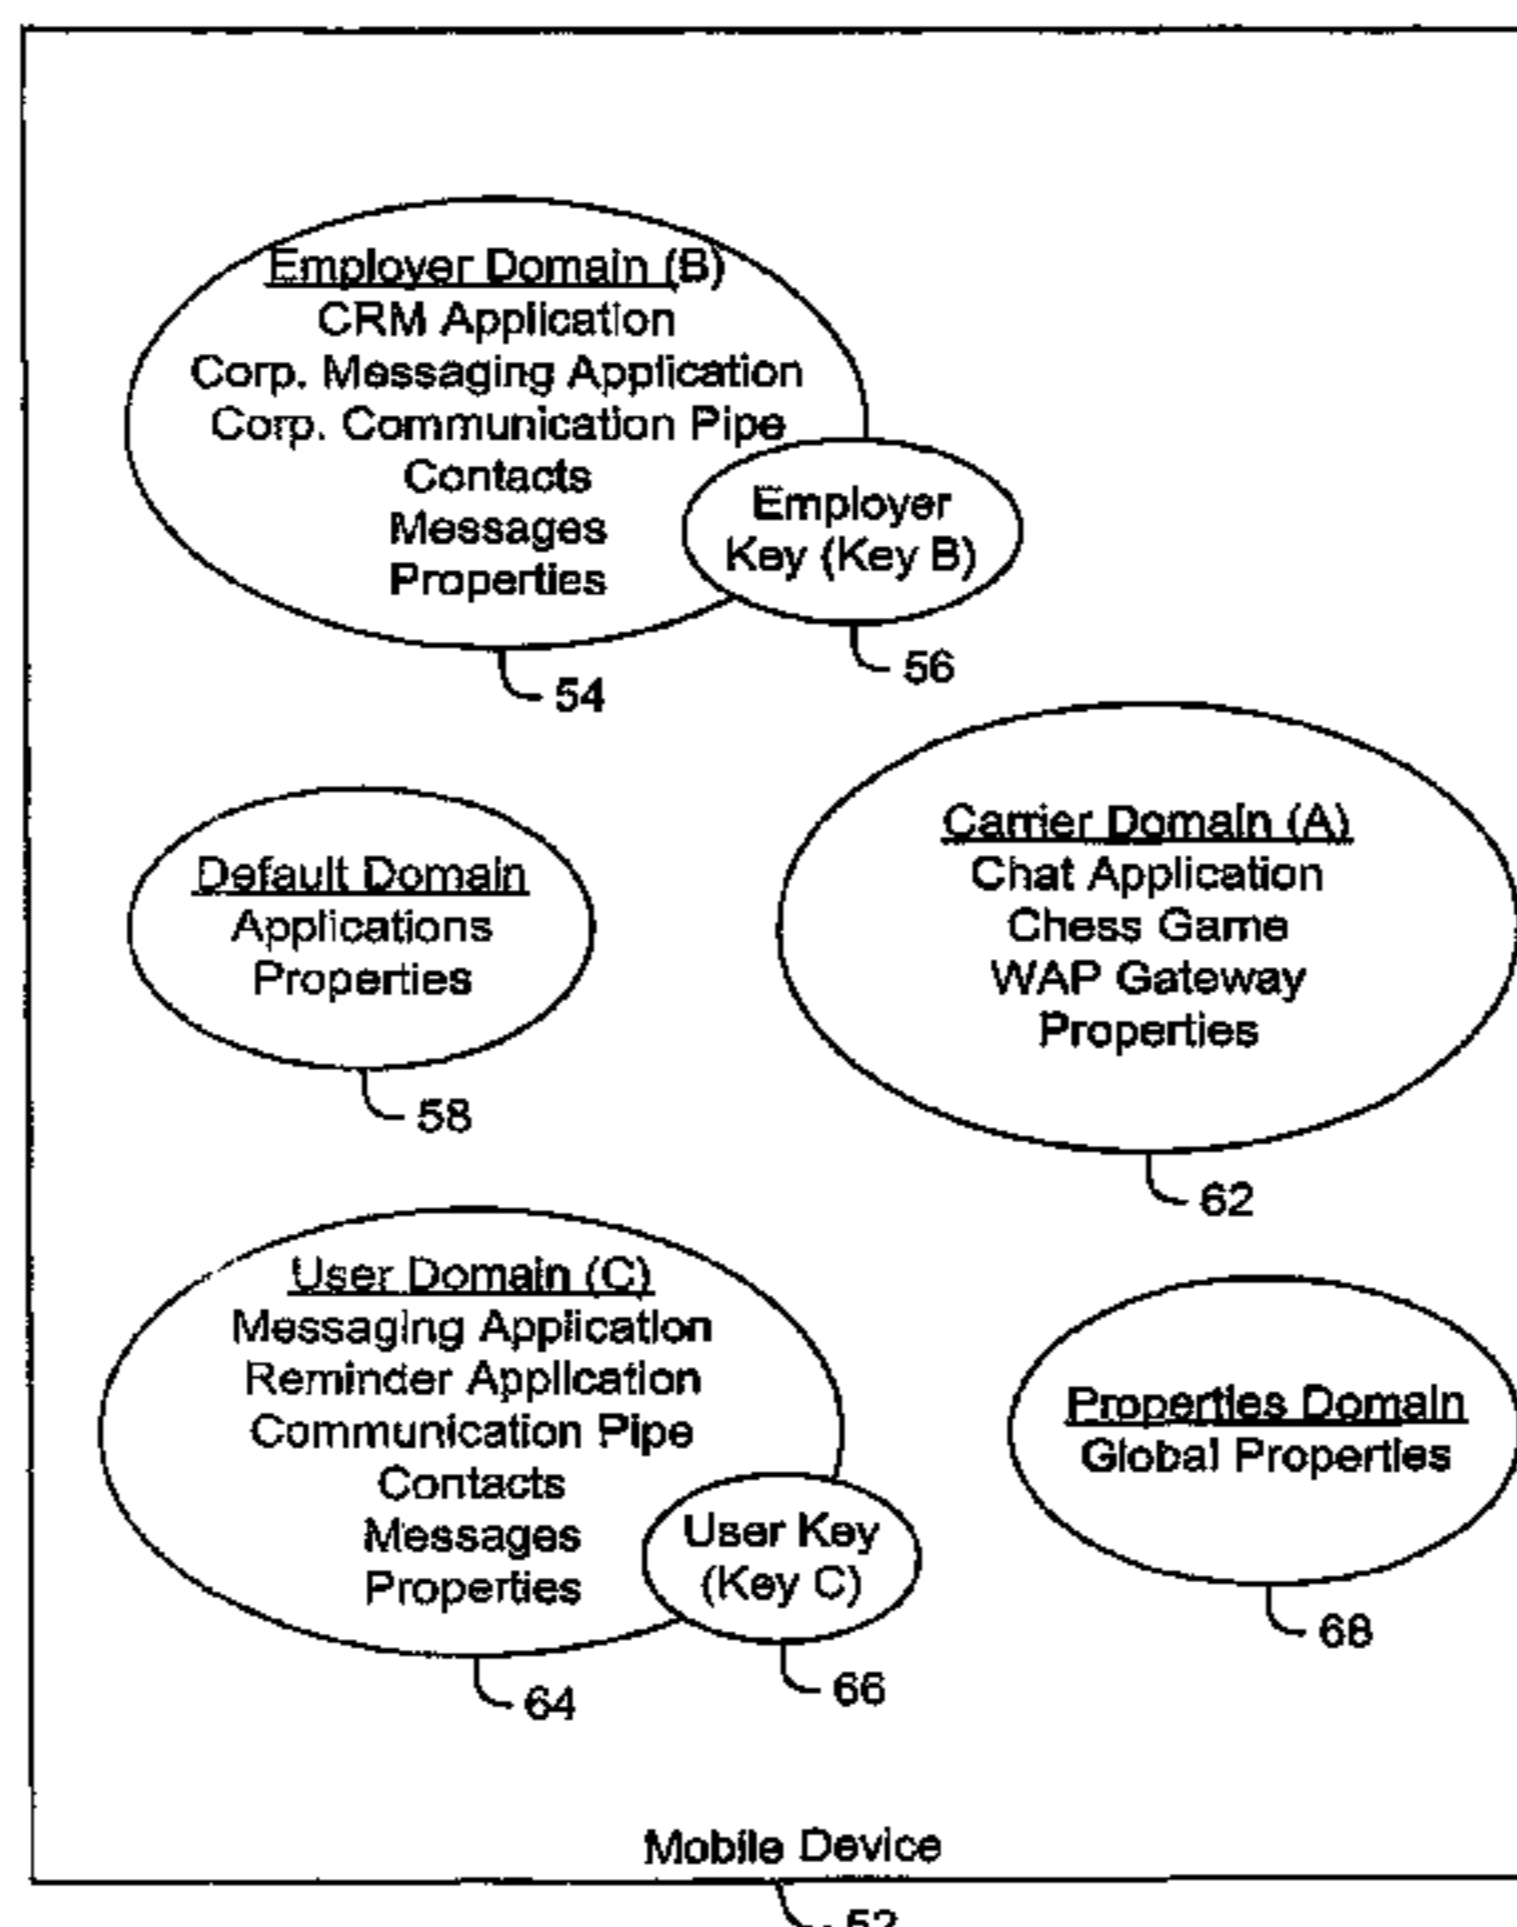 Employer Domain (B)
CRM Application
Corp. Messaging Application
Corp. Communication Pipe
Contacts
Messages
Properties
Employer
Key (Key B)
56
54
Default Domain
Applications
Properties
58
Carrier Domain (A)
Chat Application
Chess Game
WAP Gateway
Properties
62
User Domain (C)
Messaging Application
Reminder Application
Communication Pipe
Contacts
Messages
Properties
User Key
(Key C)
66
64
Properties Domain
Global Properties
68
Mobile Device
52